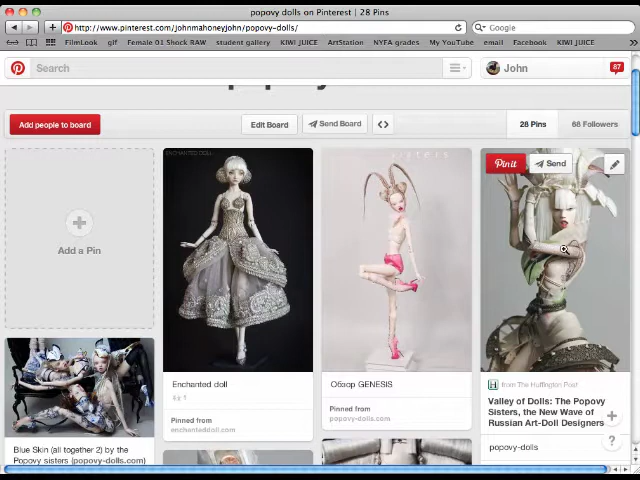 popovy dolls on Pinterest | 28 Pins
http://www.pinterest.com/johnmahoneyjohn/popovy-dolls/
Google
FilmLook gif Female 01 Shock RAW student gallery KIWI JUICE ArtStation NYFA grades My YouTube email Facebook KIWI JUICE
Search
John
87
Add people to board
Edit Board
Send Board
28 Pins
68 Followers
Add a Pin
ENCHANTED DOLL
sisters
Pin it
Send
Enchanted doll
Pinned from
enchanteddoll.com
Обзор GENESIS
Pinned from
popovy-dolls.com
from The Huffington Post
Valley of Dolls: The Popovy
Sisters, the New Wave of
Russian Art-Doll Designers
popovy-dolls
Blue Skin (all together 2) by the
Popovy sisters (popovy-dolls.com)